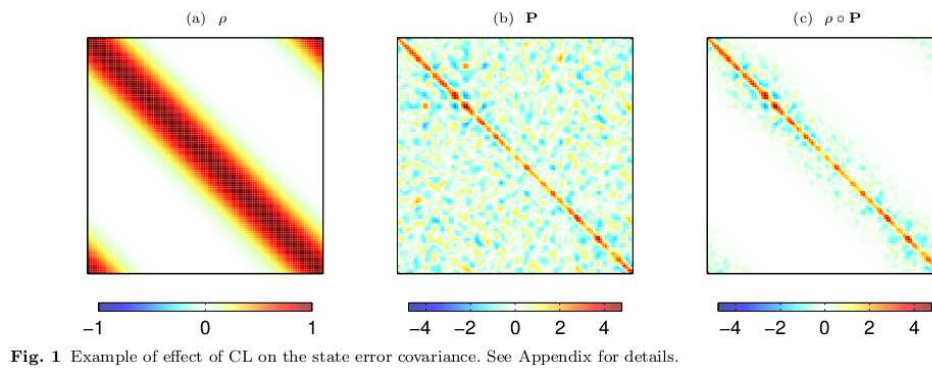 (a) ρ (b) P (c) ρ ∘ P
−1 0 1 −4 −2 0 2 4 −4 −2 0 2 4
Fig. 1 Example of effect of CL on the state error covariance. See Appendix for details.